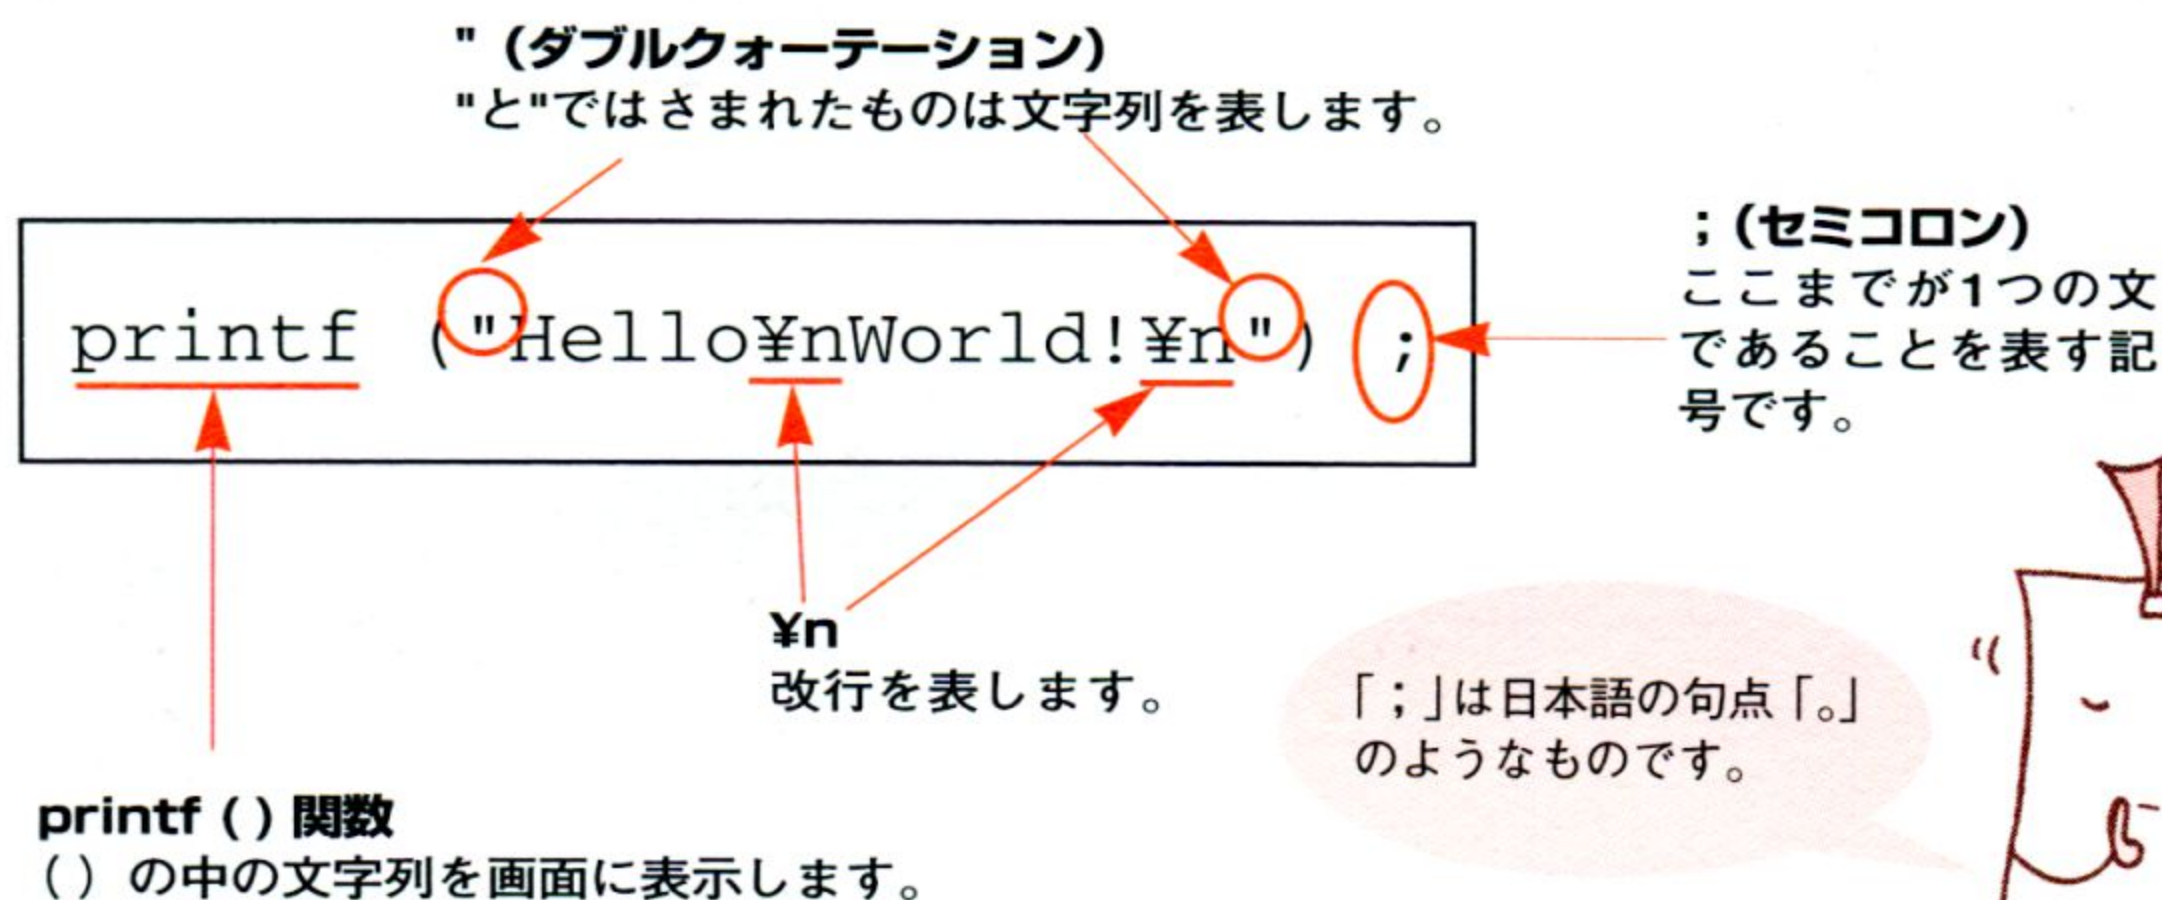 "（ダブルクォーテーション）
"と"ではさまれたものは文字列を表します。
printf ("Hello¥nWorld!¥n") ;
;（セミコロン）
ここまでが1つの文
であることを表す記
号です。
¥n
改行を表します。
「;」は日本語の句点「。」
のようなものです。
printf ( ) 関数
( ) の中の文字列を画面に表示します。